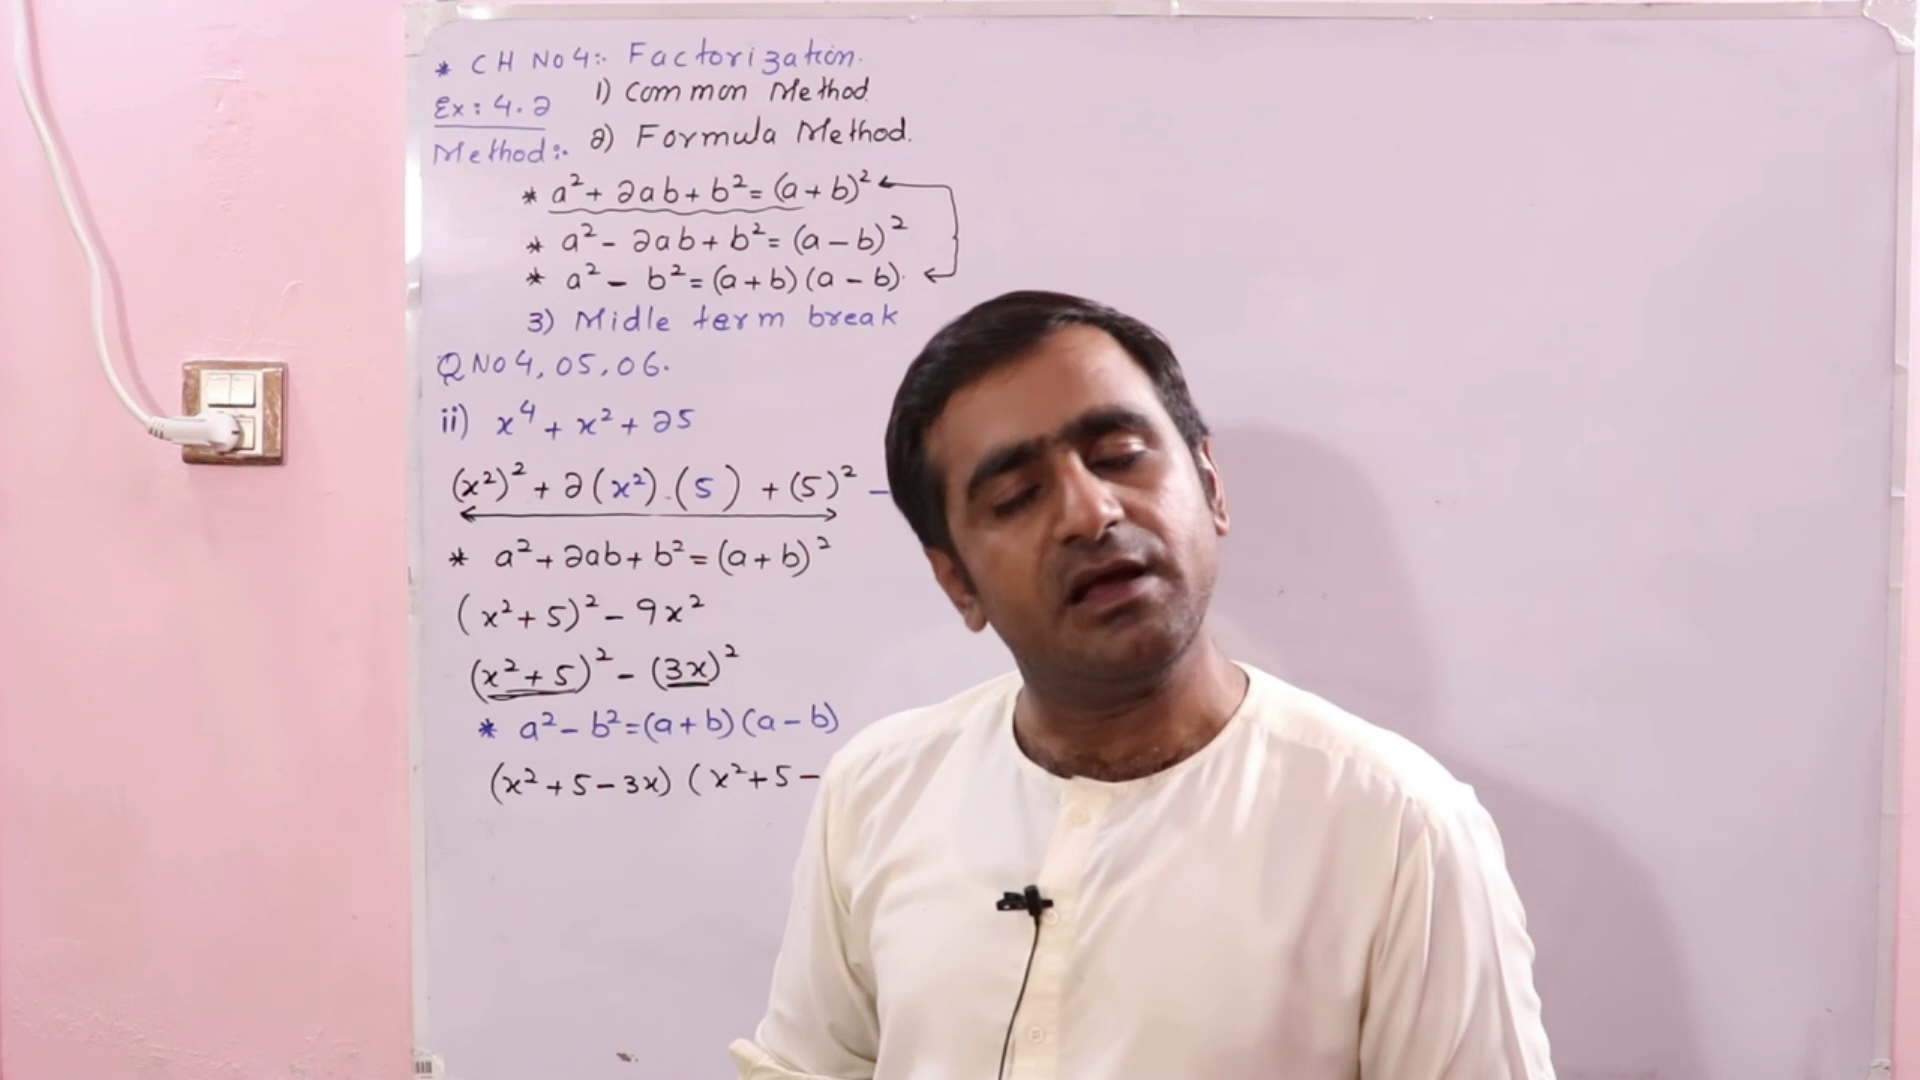 * CH NO 4:- Factorization.
Ex: 4.2 1) Common Method
Method:- 2) Formula Method.
* a² + 2ab + b² = (a + b)²
* a² - 2ab + b² = (a - b)²
* a² - b² = (a + b) (a - b).
3) Midle term break
Q NO 4, 05, 06.
ii) x⁴ + x² + 25
(x²)² + 2(x²).(5) + (5)² -
* a² + 2ab + b² = (a + b)²
(x² + 5)² - 9x²
(x² + 5)² - (3x)²
* a² - b² = (a + b) (a - b)
(x² + 5 - 3x) (x² + 5 -